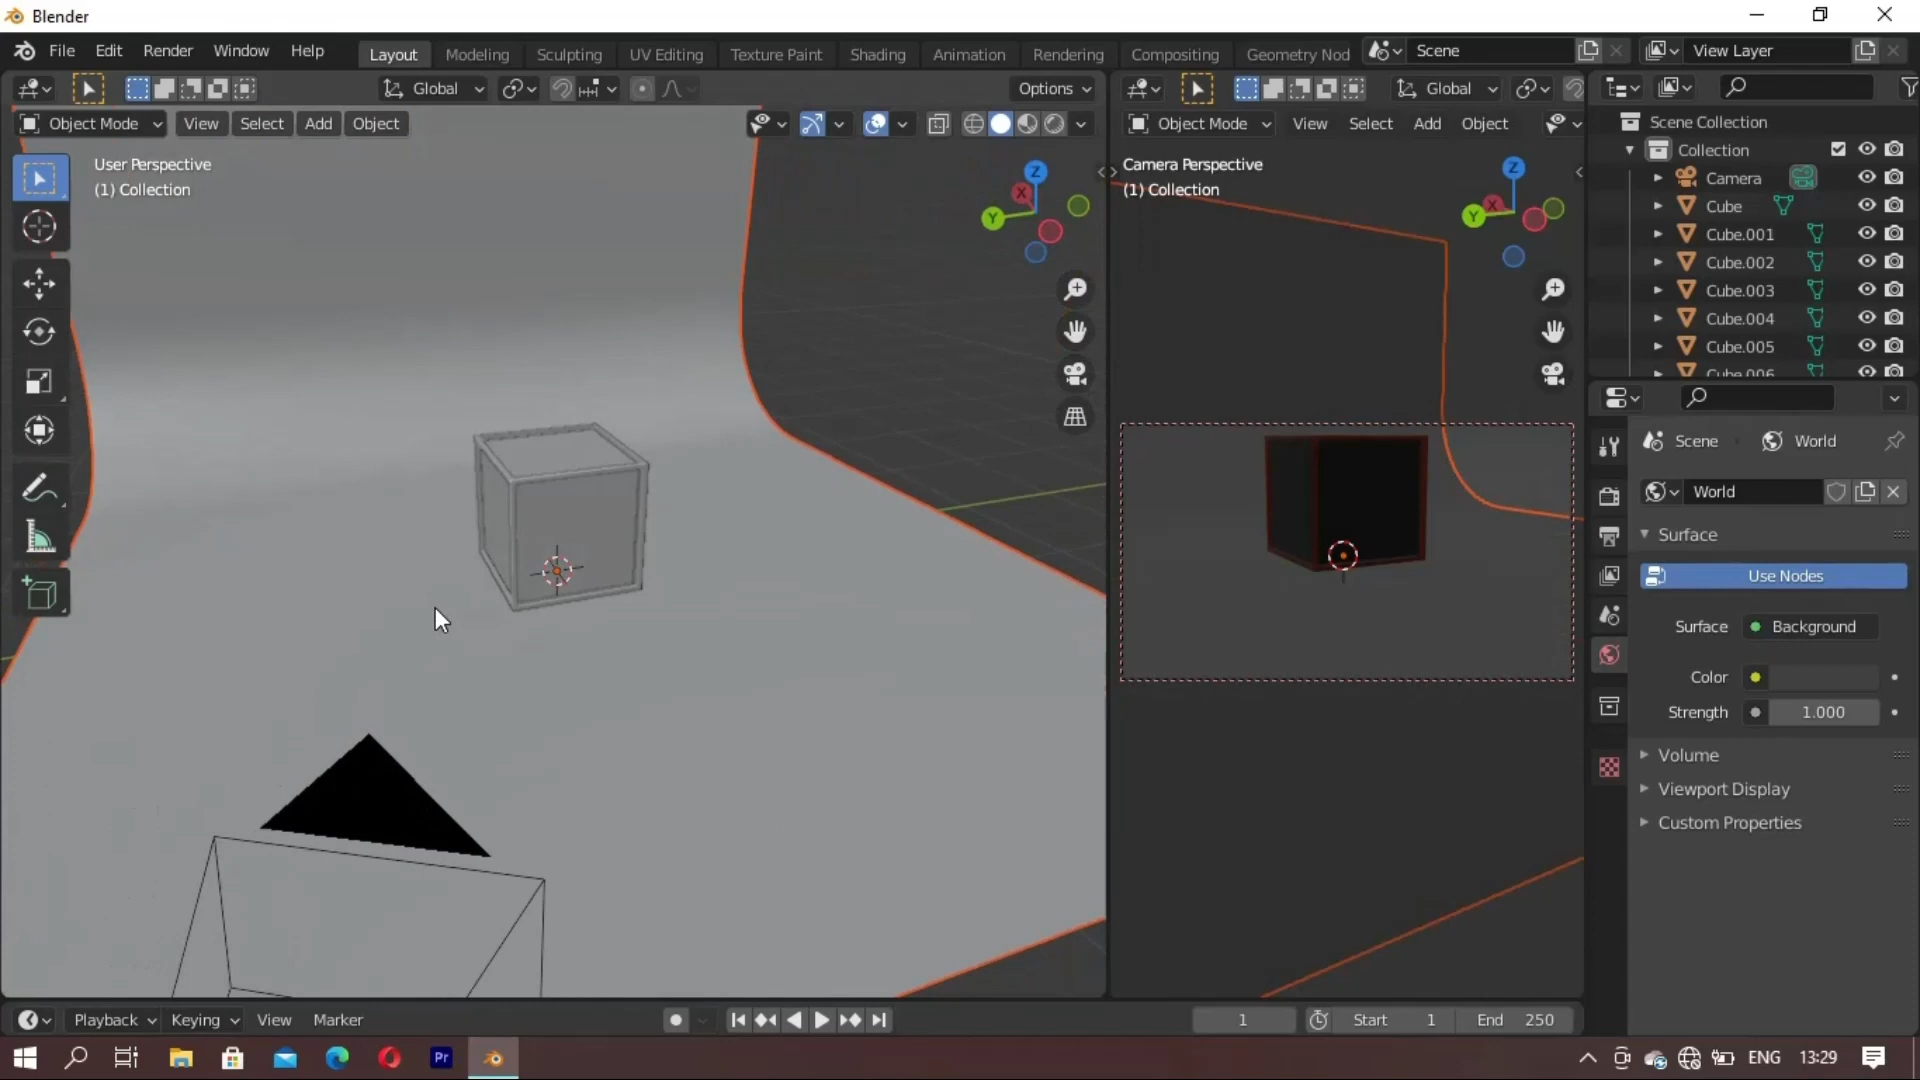 Blender
File Edit Render Window Help Layout Modeling Sculpting UV Editing Texture Paint Shading Animation Rendering Compositing Geometry Nod Scene View Layer
Global Options Global
Object Mode View Select Add Object Object Mode View Select Add Object
User Perspective
(1) Collection
Z
X
Y
Camera Perspective
(1) Collection
Z
X
Y
Scene Collection
Collection
Camera
Cube
Cube.001
Cube.002
Cube.003
Cube.004
Cube.005
Cube.006
Scene World
World
Surface
Use Nodes
Surface Background
Color
Strength 1.000
Volume
Viewport Display
Custom Properties
Playback Keying View Marker 1 Start 1 End 250
Pr ENG 13:29